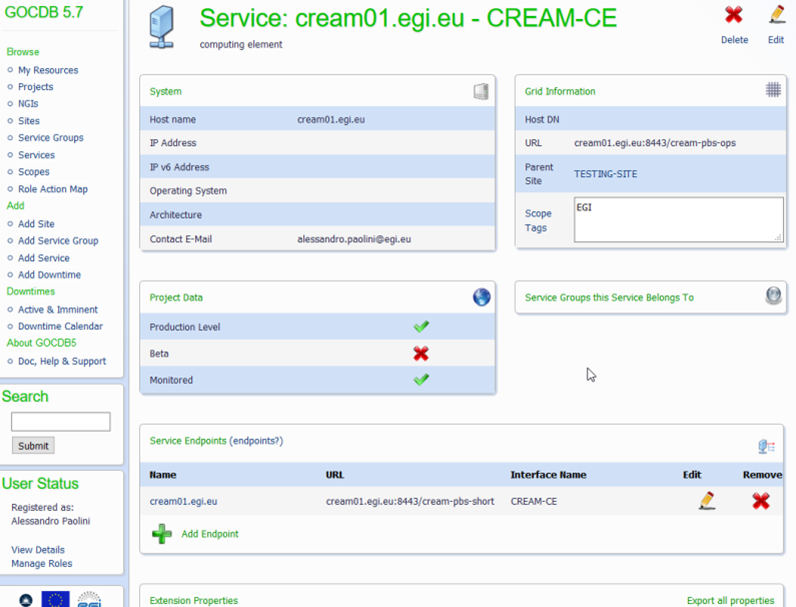 GOCDB 5.7
Browse
My Resources
Projects
NGIs
Sites
Service Groups
Services
Scopes
Role Action Map
Add
Add Site
Add Service Group
Add Service
Add Downtime
Downtimes
Active & Imminent
Downtime Calendar
About GOCDB5
Doc, Help & Support
Search
Submit
User Status
Registered as:
Alessandro Paolini
View Details
Manage Roles
Service: cream01.egi.eu - CREAM-CE
computing element
Delete
Edit
System
Host name cream01.egi.eu
IP Address
IP v6 Address
Operating System
Architecture
Contact E-Mail alessandro.paolini@egi.eu
Grid Information
Host DN
URL cream01.egi.eu:8443/cream-pbs-ops
Parent
Site
TESTING-SITE
Scope
Tags
EGI
Project Data
Production Level
Beta
Monitored
Service Groups this Service Belongs To
Service Endpoints (endpoints?)
Name URL Interface Name Edit Remove
cream01.egi.eu cream01.egi.eu:8443/cream-pbs-short CREAM-CE
Add Endpoint
Extension Properties
Export all properties